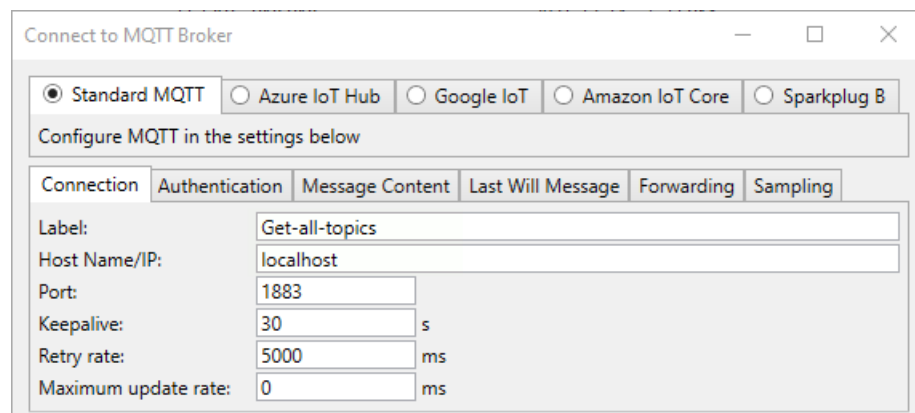 Connect to MQTT Broker
Standard MQTT Azure IoT Hub Google IoT Amazon IoT Core Sparkplug B
Configure MQTT in the settings below
Connection Authentication Message Content Last Will Message Forwarding Sampling
Label: Get-all-topics
Host Name/IP: localhost
Port: 1883
Keepalive: 30 s
Retry rate: 5000 ms
Maximum update rate: 0 ms